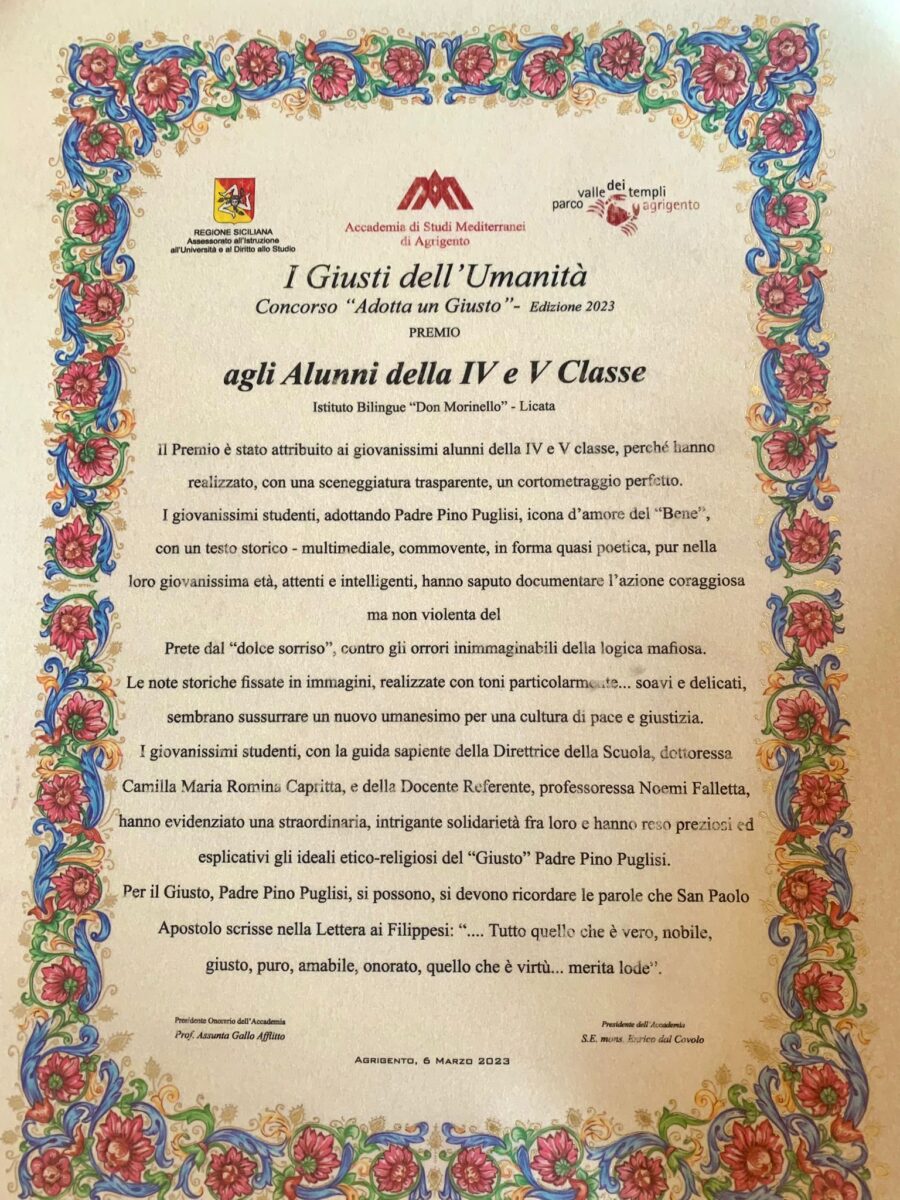 REGIONE SICILIANA
Assessorato all'Istruzione
all'Università e al Diritto allo Studio
Accademia di Studi Mediterranei
di Agrigento
parco valle dei templi
agrigento
I Giusti dell'Umanità
Concorso "Adotta un Giusto"- Edizione 2023
PREMIO
agli Alunni della IV e V Classe
Istituto Bilingue "Don Morinello" - Licata
Il Premio è stato attribuito ai giovanissimi alunni della IV e V classe, perché hanno
realizzato, con una sceneggiatura trasparente, un cortometraggio perfetto.
I giovanissimi studenti, adottando Padre Pino Puglisi, icona d'amore del "Bene",
con un testo storico - multimediale, commovente, in forma quasi poetica, pur nella
loro giovanissima età, attenti e intelligenti, hanno saputo documentare l'azione coraggiosa
ma non violenta del
Prete dal "dolce sorriso", contro gli orrori inimmaginabili della logica mafiosa.
Le note storiche fissate in immagini, realizzate con toni particolarmente... soavi e delicati,
sembrano sussurrare un nuovo umanesimo per una cultura di pace e giustizia.
I giovanissimi studenti, con la guida sapiente della Direttrice della Scuola, dottoressa
Camilla Maria Romina Capritta, e della Docente Referente, professoressa Noemi Falletta,
hanno evidenziato una straordinaria, intrigante solidarietà fra loro e hanno reso preziosi ed
esplicativi gli ideali etico-religiosi del "Giusto" Padre Pino Puglisi.
Per il Giusto, Padre Pino Puglisi, si possono, si devono ricordare le parole che San Paolo
Apostolo scrisse nella Lettera ai Filippesi: ".... Tutto quello che è vero, nobile,
giusto, puro, amabile, onorato, quello che è virtù... merita lode".
Presidente Onorario dell'Accademia
Prof. Assunta Gallo Afflitto
Presidente dell'Accademia
S.E. mons. Enrico dal Covolo
Agrigento, 6 Marzo 2023